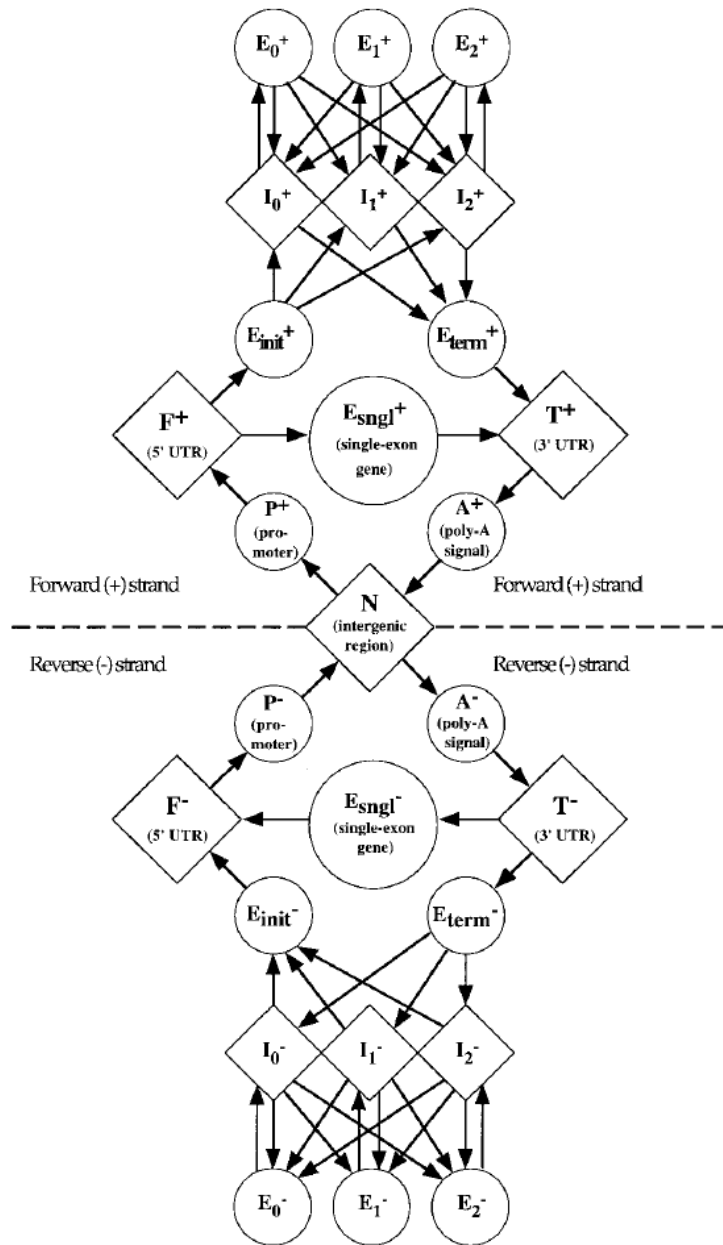 E₀⁺ E₁⁺ E₂⁺
I₀⁺ I₁⁺ I₂⁺
Einit⁺ Eterm⁺
F⁺
(5' UTR)
Esngl⁺
(single-exon
gene)
T⁺
(3' UTR)
P⁺
(pro-
moter)
A⁺
(poly-A
signal)
Forward (+) strand
Forward (+) strand
N
(intergenic
region)
Reverse (-) strand
Reverse (-) strand
P⁻
(pro-
moter)
A⁻
(poly-A
signal)
F⁻
(5' UTR)
Esngl⁻
(single-exon
gene)
T⁻
(3' UTR)
Einit⁻ Eterm⁻
I₀⁻ I₁⁻ I₂⁻
E₀⁻ E₁⁻ E₂⁻